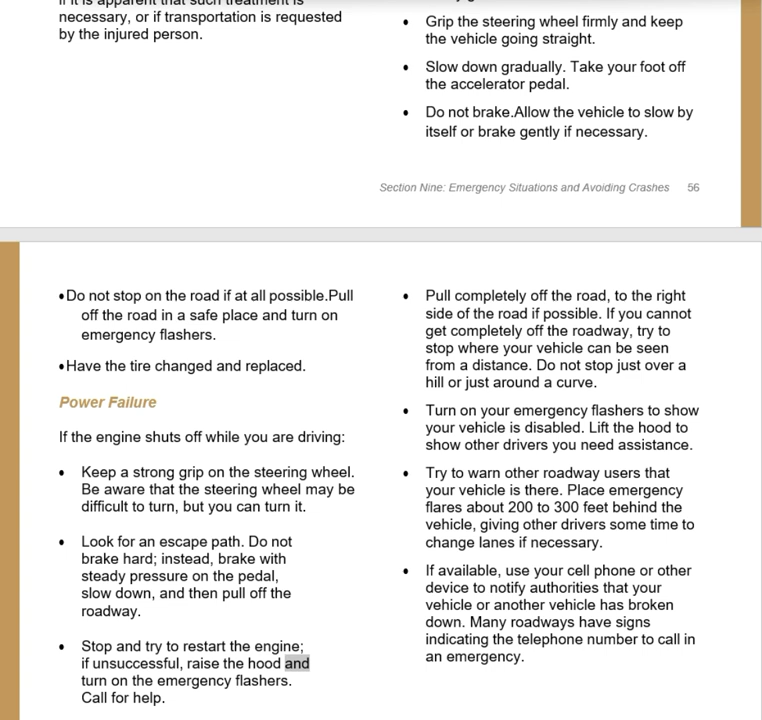 necessary, or if transportation is requested
by the injured person.
• Grip the steering wheel firmly and keep
the vehicle going straight.
• Slow down gradually. Take your foot off
the accelerator pedal.
• Do not brake.Allow the vehicle to slow by
itself or brake gently if necessary.
Section Nine: Emergency Situations and Avoiding Crashes 56
•Do not stop on the road if at all possible.Pull
off the road in a safe place and turn on
emergency flashers.
•Have the tire changed and replaced.
Power Failure
If the engine shuts off while you are driving:
• Keep a strong grip on the steering wheel.
Be aware that the steering wheel may be
difficult to turn, but you can turn it.
• Look for an escape path. Do not
brake hard; instead, brake with
steady pressure on the pedal,
slow down, and then pull off the
roadway.
• Stop and try to restart the engine;
if unsuccessful, raise the hood and
turn on the emergency flashers.
Call for help.
• Pull completely off the road, to the right
side of the road if possible. If you cannot
get completely off the roadway, try to
stop where your vehicle can be seen
from a distance. Do not stop just over a
hill or just around a curve.
• Turn on your emergency flashers to show
your vehicle is disabled. Lift the hood to
show other drivers you need assistance.
• Try to warn other roadway users that
your vehicle is there. Place emergency
flares about 200 to 300 feet behind the
vehicle, giving other drivers some time to
change lanes if necessary.
• If available, use your cell phone or other
device to notify authorities that your
vehicle or another vehicle has broken
down. Many roadways have signs
indicating the telephone number to call in
an emergency.